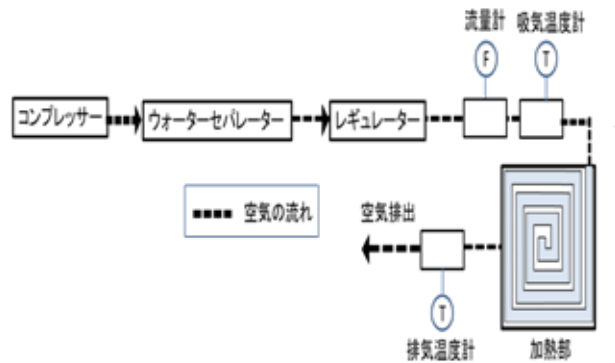 流量計 吸気温度計
F T
コンプレッサー ウォーターセパレーター レギュレーター
空気の流れ
空気排出
T
排気温度計 加熱部